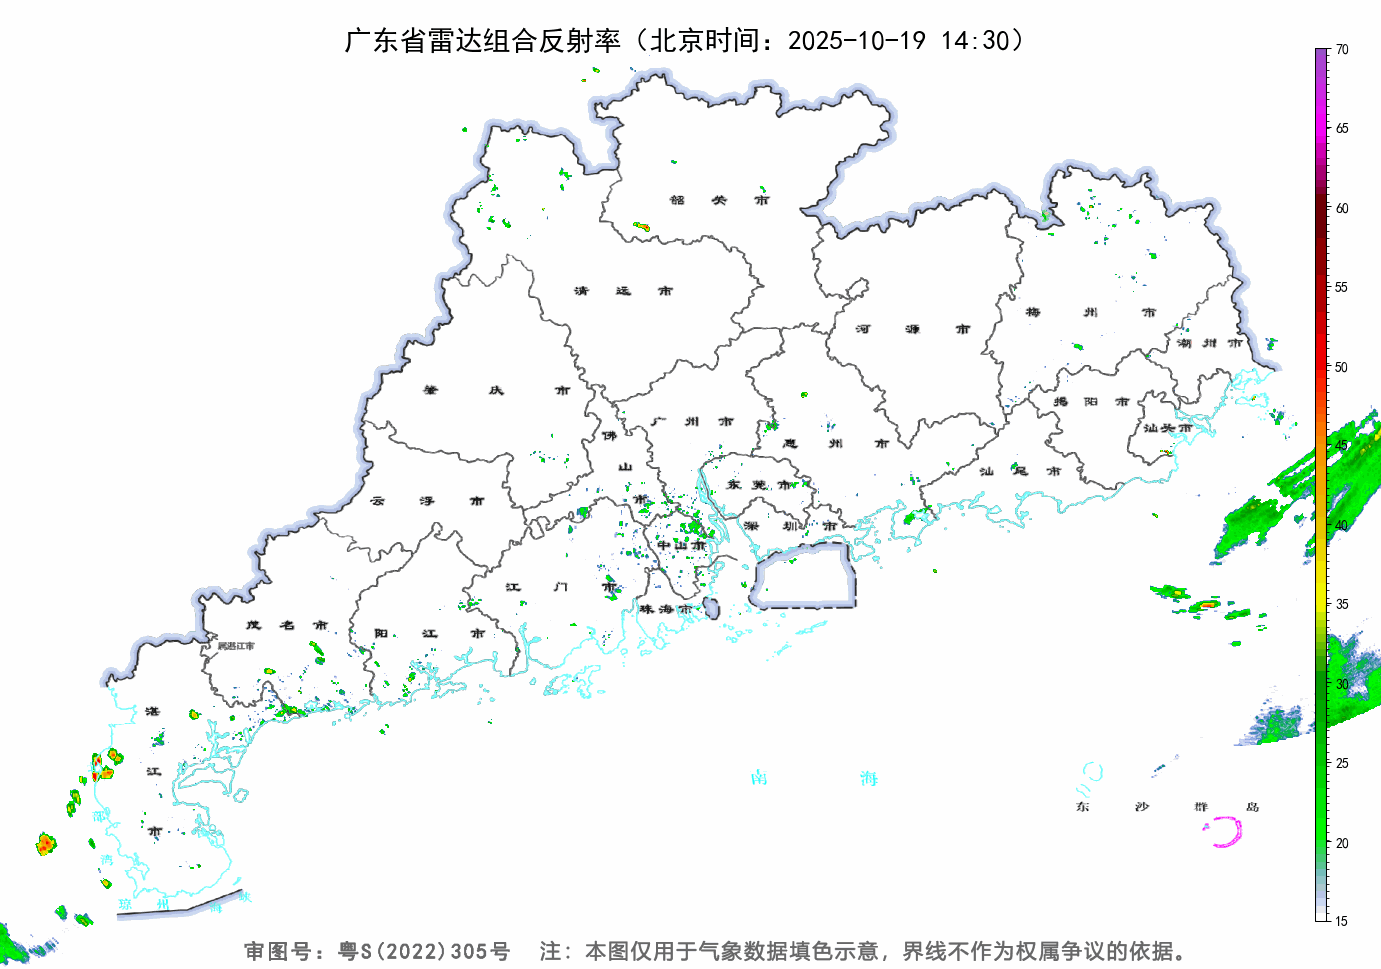 广东省雷达组合反射率（北京时间：2025-10-19 14:30）
70
65
60
55
50
45
40
35
30
25
20
15
韶关市
清远市
河源市
梅州市
潮州市
肇庆市
广州市
惠州市
揭阳市
汕头市
佛山市
东莞市
汕尾市
云浮市
深圳市
中山市
江门市
珠海市
茂名市
阳江市
属湛江市
湛江市
南海
东沙群岛
部湾
琼州海峡
审图号：粤S(2022)305号 注：本图仅用于气象数据填色示意，界线不作为权属争议的依据。